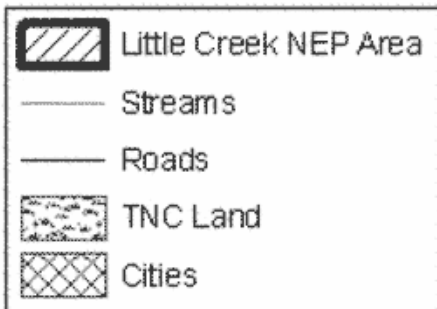 Little Creek NEP Area
Streams
Roads
TNC Land
Cities